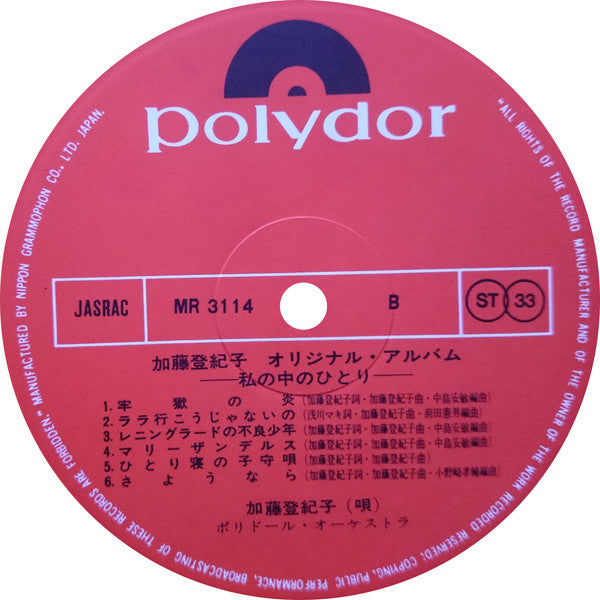 polydor
MANUFACTURED BY NIPPON GRAMMOPHON CO., LTD. JAPAN.
"ALL RIGHTS OF THE RECORD MANUFACTURER AND OF THE OWNER OF THE WORK RECORDED RESERVED; COPYING, PUBLIC PERFORMANCE, BROADCASTING OF THESE RECORDS ARE FORBIDDEN."
JASRAC MR 3114 B ST 33
加藤登紀子 オリジナル・アルバム
──私の中のひとり──
1. 牢獄の炎 (加藤登紀子詞・加藤登紀子曲・中島安敏編曲)
2. ララ行こうじゃないの (浅川マキ詞・加藤登紀子曲・前田憲男編曲)
3. レニングラードの不良少年 (加藤登紀子詞・加藤登紀子曲・中島安敏編曲)
4. マリーザンデルス (加藤登紀子詞・加藤登紀子曲・中島安敏編曲)
5. ひとり寝の子守唄 (加藤登紀子詞・加藤登紀子曲)
6. さようなら (加藤登紀子詞・加藤登紀子曲・小野崎孝輔編曲)
加藤登紀子 (唄)
ポリドール・オーケストラ